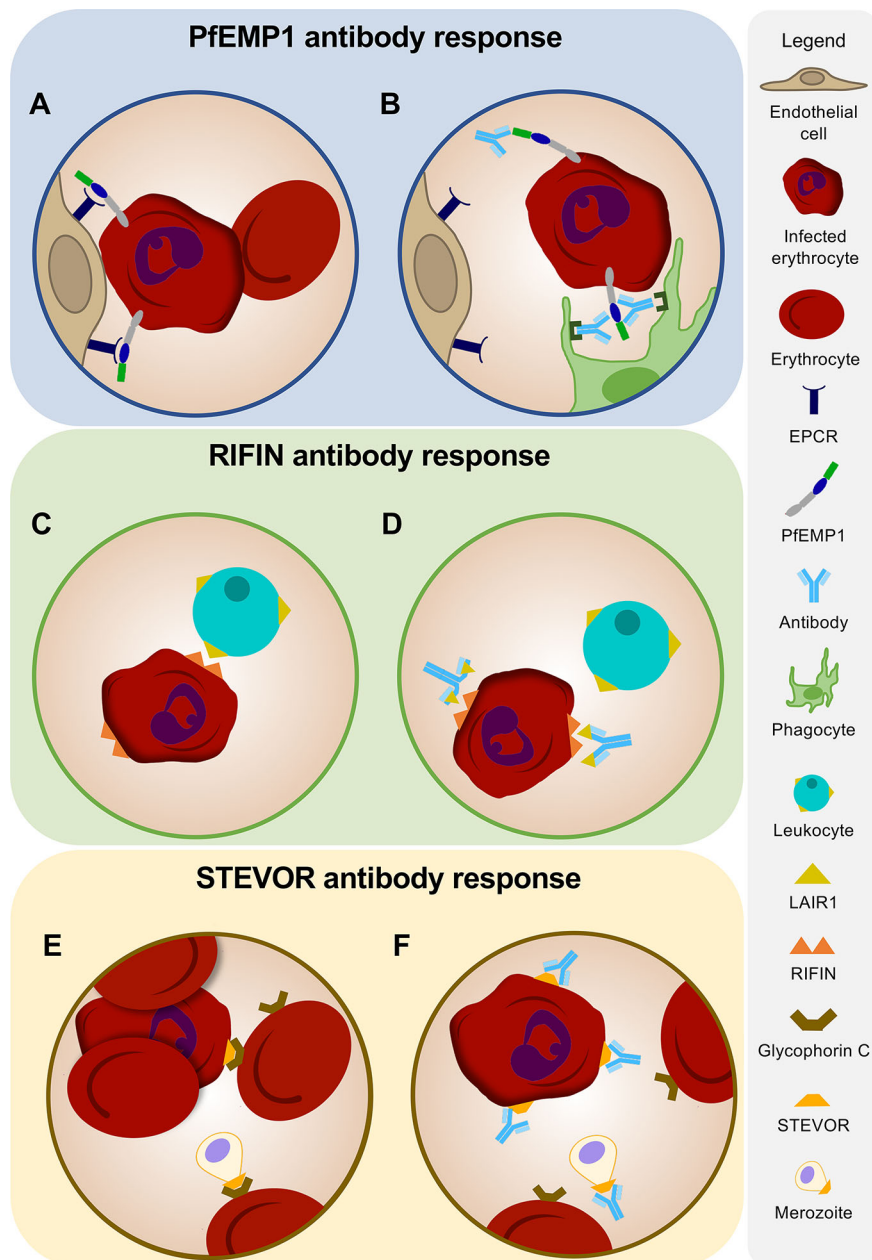 PfEMP1 antibody response
A
B
RIFIN antibody response
C
D
STEVOR antibody response
E
F
Legend
Endothelial
cell
Infected
erythrocyte
Erythrocyte
EPCR
PfEMP1
Antibody
Phagocyte
Leukocyte
LAIR1
RIFIN
Glycophorin C
STEVOR
Merozoite